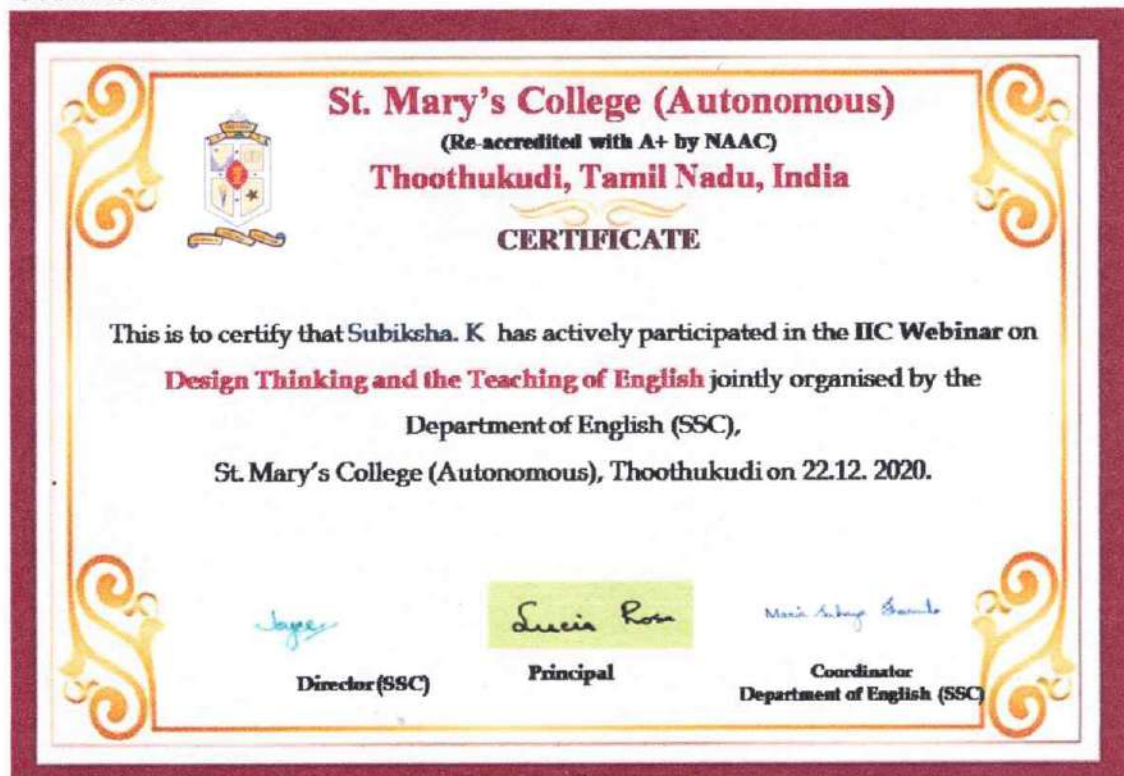 St. Mary's College (Autonomous)
(Re-accredited with A+ by NAAC)
Thoothukudi, Tamil Nadu, India
CERTIFICATE
This is to certify that Subiksha. K has actively participated in the IIC Webinar on
Design Thinking and the Teaching of English jointly organised by the
Department of English (SSC),
St. Mary's College (Autonomous), Thoothukudi on 22.12. 2020.
Joyce
Lucia Rose
Director (SSC)
Principal
Coordinator
Department of English (SSC)